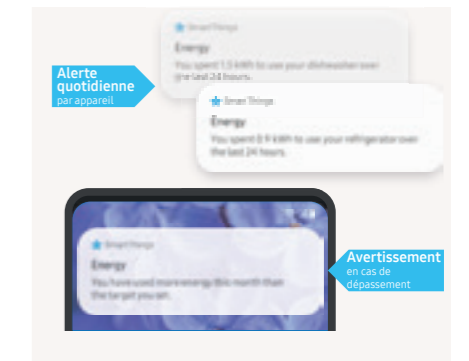 SmartThings
Energy
You spent 1.5 kWh to use your dishwasher over
the last 24 hours.
Alerte
quotidienne
par appareil
SmartThings
Energy
You spent 0.9 kWh to use your refrigerator over
the last 24 hours.
SmartThings
Energy
You have used more energy this month than
the target you set.
Avertissement
en cas de
dépassement